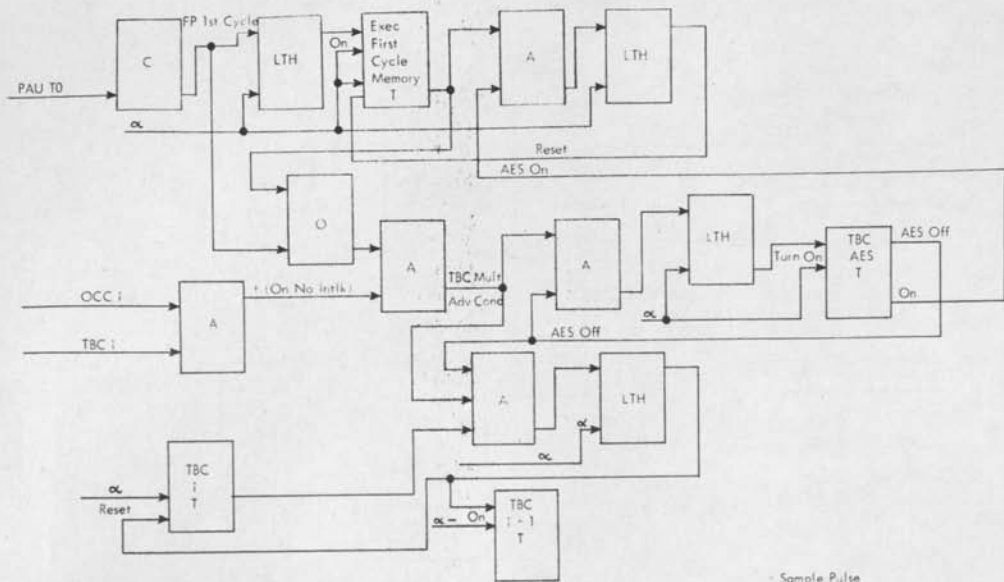 FP 1st Cycle
C
PAU T0
LTH
On
Exec
First
Cycle
Memory
T
A
LTH
α
Reset
AES On
O
A
TBC Mult
Adv Cond
A
LTH
Turn On
TBC
AES
T
AES Off
On
OCC i
TBC i
A
(On No Intlk)
α
AES Off
A
LTH
α
α
TBC
i
T
α
Reset
α-
On
TBC
i - 1
T
Sample Pulse